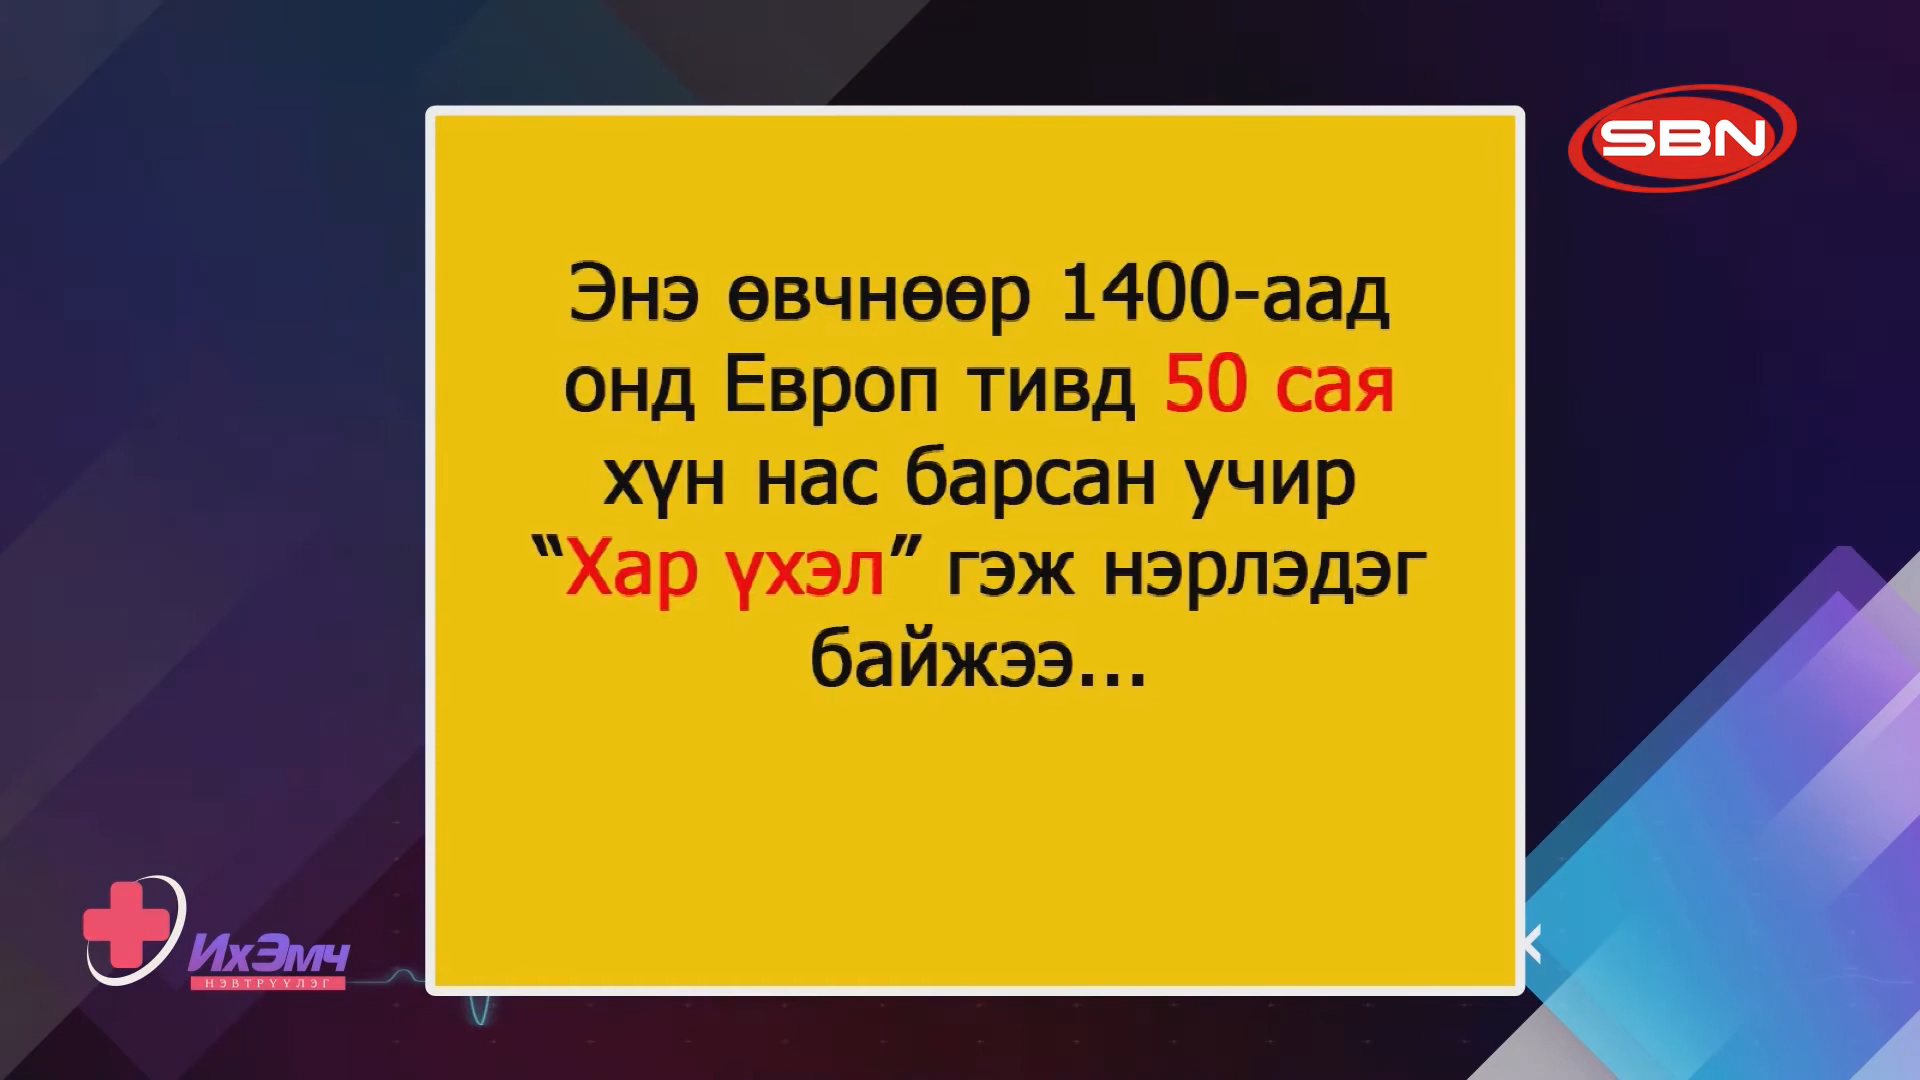 SBN
Энэ өвчнөөр 1400-аад
онд Европ тивд 50 сая
хүн нас барсан учир
“Хар үхэл” гэж нэрлэдэг
байжээ...
ИхЭмч
НЭВТРҮҮЛЭГ